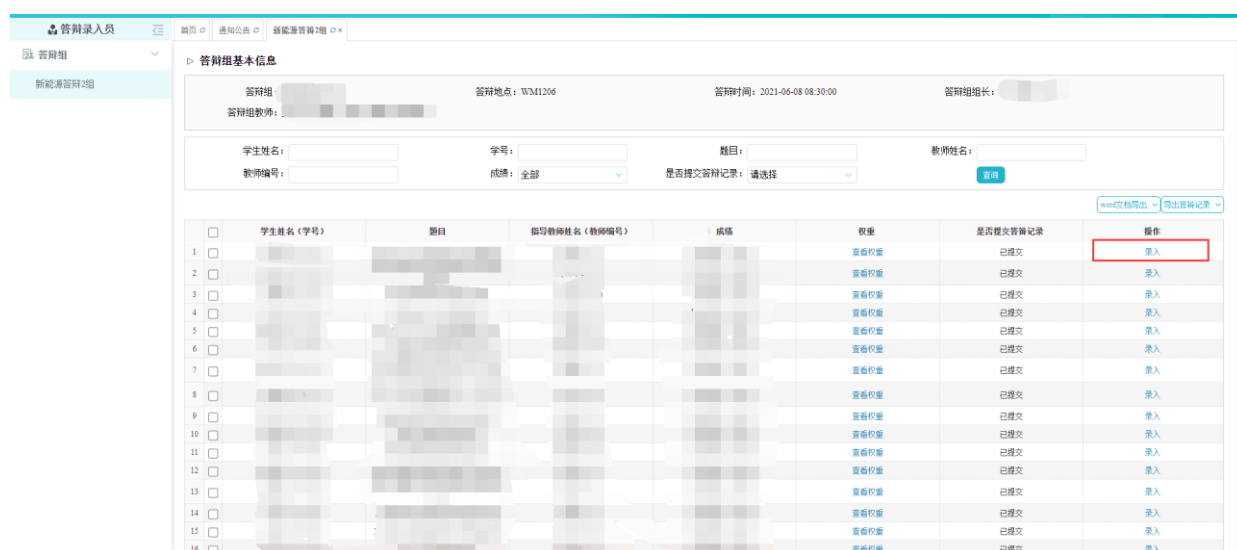 答辩录入员
首页 通知公告 新能源答辩2组
答辩组
新能源答辩2组
答辩组基本信息
答辩组: 答辩地点: WM1206 答辩时间: 2021-06-08 08:30:00 答辩组组长:
答辩组教师:
学生姓名: 学号: 题目: 教师姓名:
教师编号: 成绩: 全部 是否提交答辩记录: 请选择 查询
word文档导出 导出答辩记录
学生姓名(学号) 题目 指导教师姓名(教师编号) 成绩 权重 是否提交答辩记录 操作
1 查看权重 已提交 录入
2 查看权重 已提交 录入
3 查看权重 已提交 录入
4 查看权重 已提交 录入
5 查看权重 已提交 录入
6 查看权重 已提交 录入
7 查看权重 已提交 录入
8 查看权重 已提交 录入
9 查看权重 已提交 录入
10 查看权重 已提交 录入
11 查看权重 已提交 录入
12 查看权重 已提交 录入
13 查看权重 已提交 录入
14 查看权重 已提交 录入
15 查看权重 已提交 录入
16 查看权重 已提交 录入